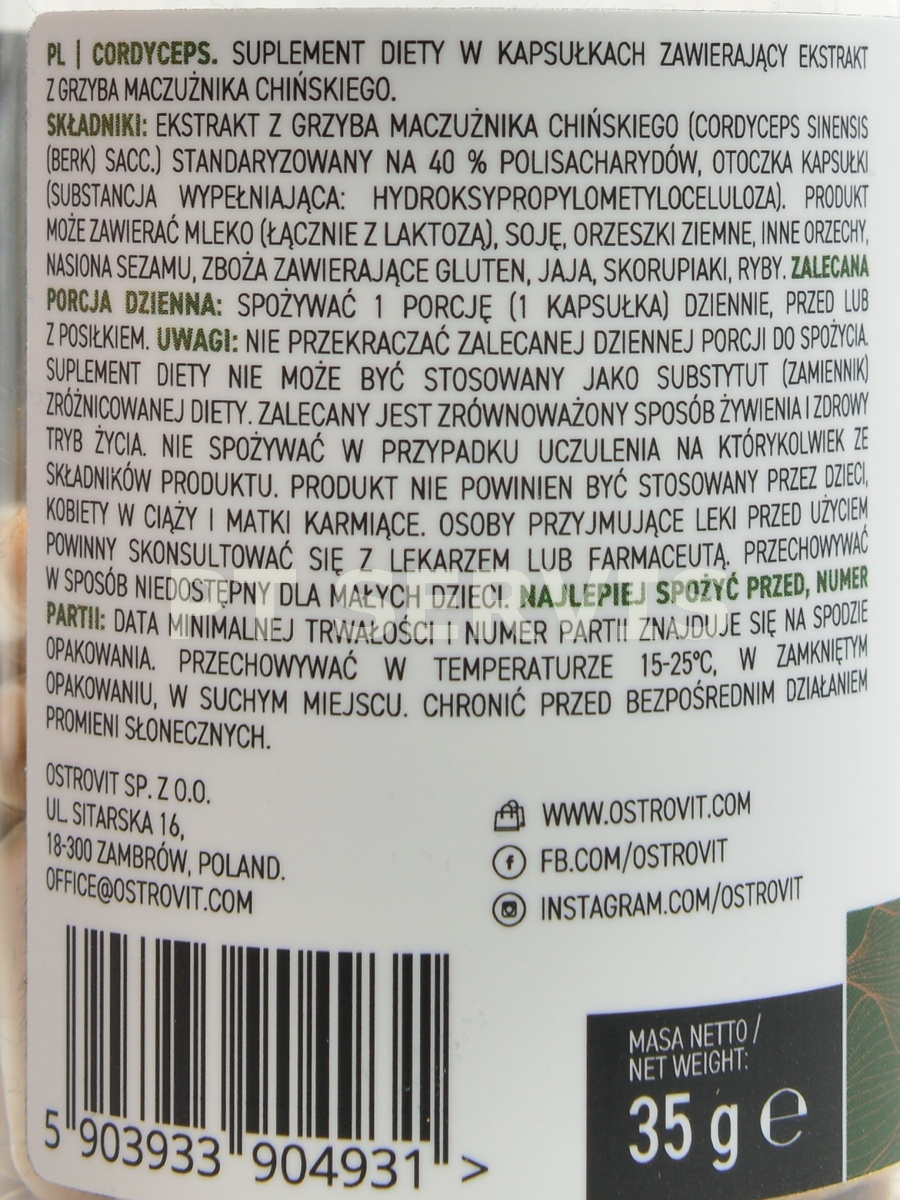 PL | CORDYCEPS. SUPLEMENT DIETY W KAPSUŁKACH ZAWIERAJĄCY EKSTRAKT
Z GRZYBA MACZUŻNIKA CHIŃSKIEGO.
SKŁADNIKI: EKSTRAKT Z GRZYBA MACZUŻNIKA CHIŃSKIEGO (CORDYCEPS SINENSIS
(BERK) SACC.) STANDARYZOWANY NA 40 % POLISACHARYDÓW, OTOCZKA KAPSUŁKI
(SUBSTANCJA WYPEŁNIAJĄCA: HYDROKSYPROPYLOMETYLOCELULOZA). PRODUKT
MOŻE ZAWIERAĆ MLEKO (ŁĄCZNIE Z LAKTOZĄ), SOJĘ, ORZESZKI ZIEMNE, INNE ORZECHY,
NASIONA SEZAMU, ZBOŻA ZAWIERAJĄCE GLUTEN, JAJA, SKORUPIAKI, RYBY. ZALECANA
PORCJA DZIENNA: SPOŻYWAĆ 1 PORCJĘ (1 KAPSUŁKA) DZIENNIE, PRZED LUB
Z POSIŁKIEM. UWAGI: NIE PRZEKRACZAĆ ZALECANEJ DZIENNEJ PORCJI DO SPOŻYCIA.
SUPLEMENT DIETY NIE MOŻE BYĆ STOSOWANY JAKO SUBSTYTUT (ZAMIENNIK)
ZRÓŻNICOWANEJ DIETY. ZALECANY JEST ZRÓWNOWAŻONY SPOSÓB ŻYWIENIA I ZDROWY
TRYB ŻYCIA. NIE SPOŻYWAĆ W PRZYPADKU UCZULENIA NA KTÓRYKOLWIEK ZE
SKŁADNIKÓW PRODUKTU. PRODUKT NIE POWINIEN BYĆ STOSOWANY PRZEZ DZIECI,
KOBIETY W CIĄŻY I MATKI KARMIĄCE. OSOBY PRZYJMUJĄCE LEKI PRZED UŻYCIEM
POWINNY SKONSULTOWAĆ SIĘ Z LEKARZEM LUB FARMACEUTĄ. PRZECHOWYWAĆ
W SPOSÓB NIEDOSTĘPNY DLA MAŁYCH DZIECI. NAJLEPIEJ SPOŻYĆ PRZED, NUMER
PARTII: DATA MINIMALNEJ TRWAŁOŚCI I NUMER PARTII ZNAJDUJE SIĘ NA SPODZIE
OPAKOWANIA. PRZECHOWYWAĆ W TEMPERATURZE 15-25°C, W ZAMKNIĘTYM
OPAKOWANIU, W SUCHYM MIEJSCU. CHRONIĆ PRZED BEZPOŚREDNIM DZIAŁANIEM
PROMIENI SŁONECZNYCH.
OSTROVIT SP. Z O.O.
UL. SITARSKA 16,
18-300 ZAMBRÓW, POLAND.
OFFICE@OSTROVIT.COM
WWW.OSTROVIT.COM
FB.COM/OSTROVIT
INSTAGRAM.COM/OSTROVIT
MASA NETTO /
NET WEIGHT:
35 g ℮
5 903933 904931 >